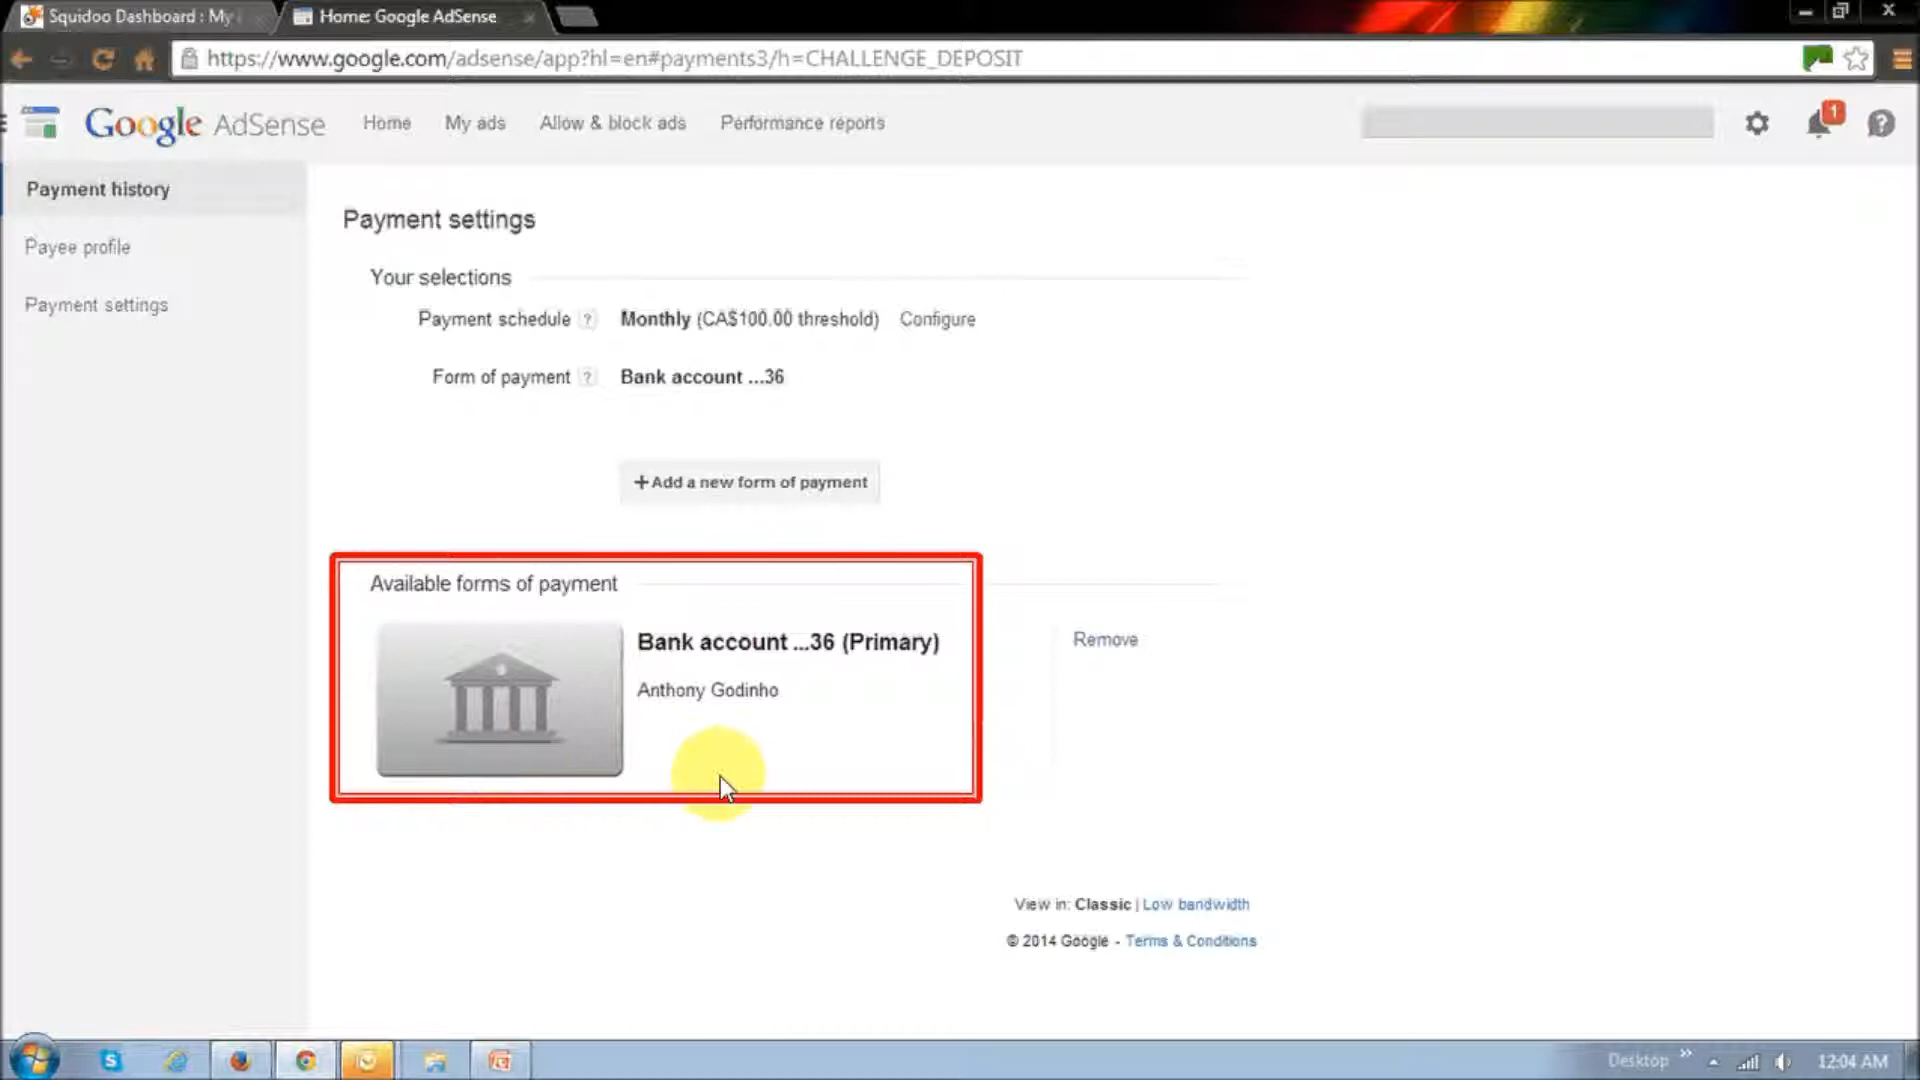 Squidoo Dashboard : My
Home: Google AdSense
https://www.google.com/adsense/app?hl=en#payments3/h=CHALLENGE_DEPOSIT
Google AdSense Home My ads Allow & block ads Performance reports 1 ?
Payment history
Payee profile
Payment settings
Payment settings
Your selections
Payment schedule ? Monthly (CA$100.00 threshold) Configure
Form of payment ? Bank account ...36
+Add a new form of payment
Available forms of payment
Bank account ...36 (Primary) Remove
Anthony Godinho
View in: Classic | Low bandwidth
© 2014 Google - Terms & Conditions
Desktop » 12:04 AM